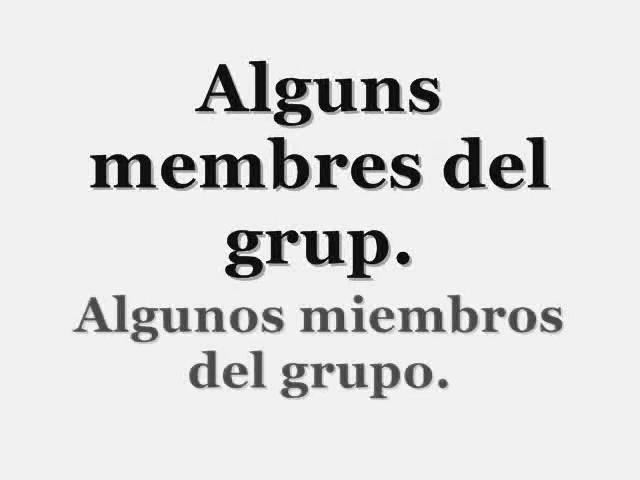 Alguns
membres del
grup.
Algunos miembros
del grupo.